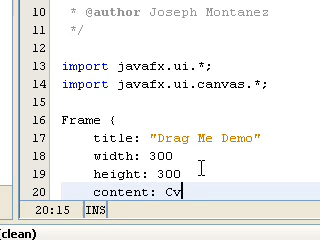 10 * @author Joseph Montanez
11 */
12
13 import javafx.ui.*;
14 import javafx.ui.canvas.*;
15
16 Frame {
17 title: "Drag Me Demo"
18 width: 300
19 height: 300
20 content: Cv
20:15 INS
(clean)